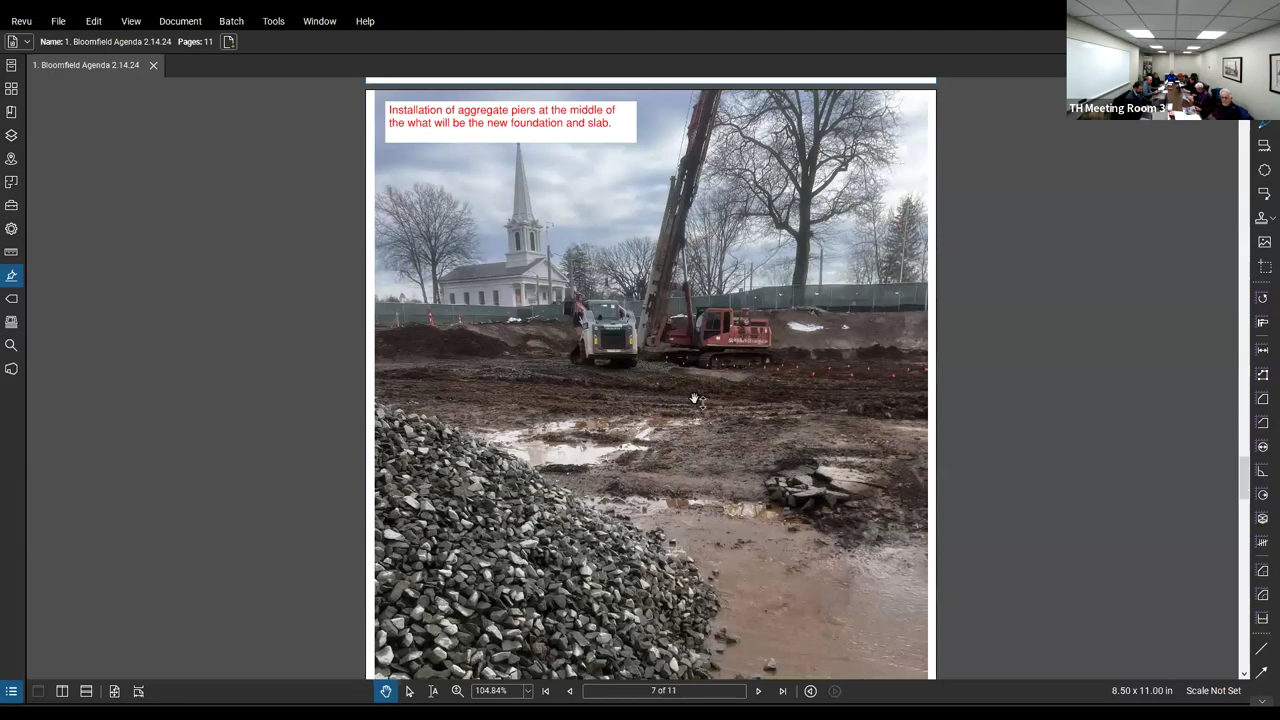 Revu File Edit View Document Batch Tools Window Help
Name: 1. Bloomfield Agenda 2.14.24 Pages: 11
1. Bloomfield Agenda 2.14.24
TH Meeting Room 3
Installation of aggregate piers at the middle of
the what will be the new foundation and slab.
104.84%
7 of 11
8.50 x 11.00 in
Scale Not Set